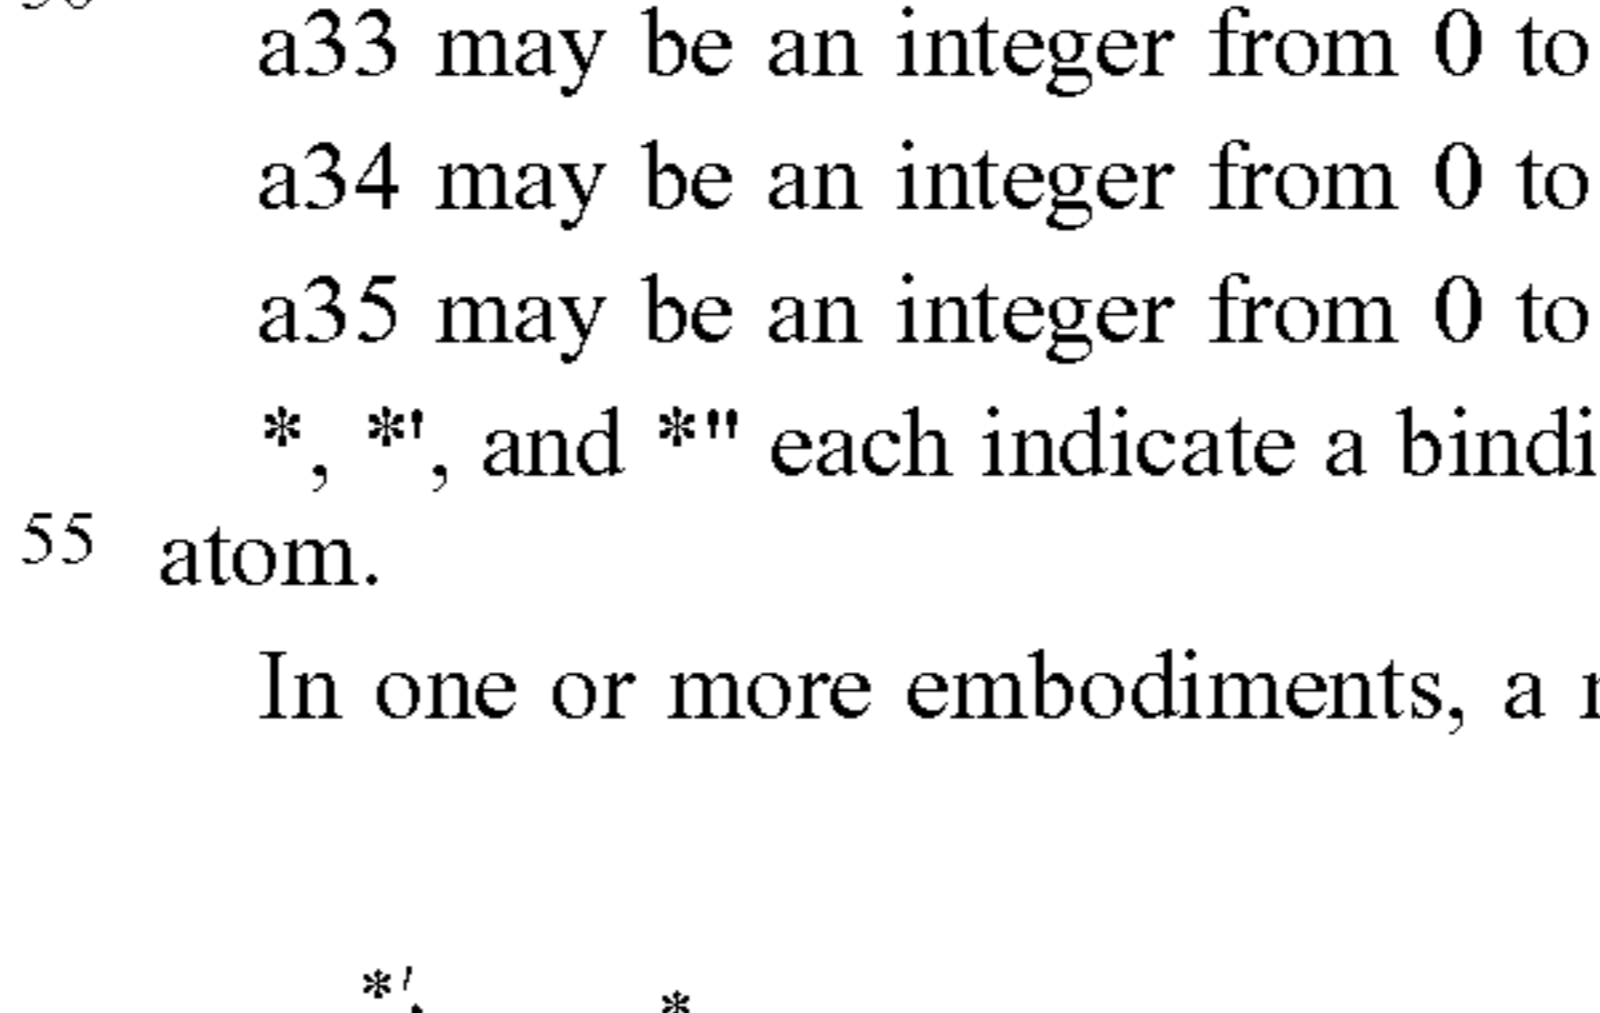 a33 may be an integer from 0 to
a34 may be an integer from 0 to
a35 may be an integer from 0 to
*, *', and *" each indicate a bindi
55 atom.
In one or more embodiments, a
*'
*